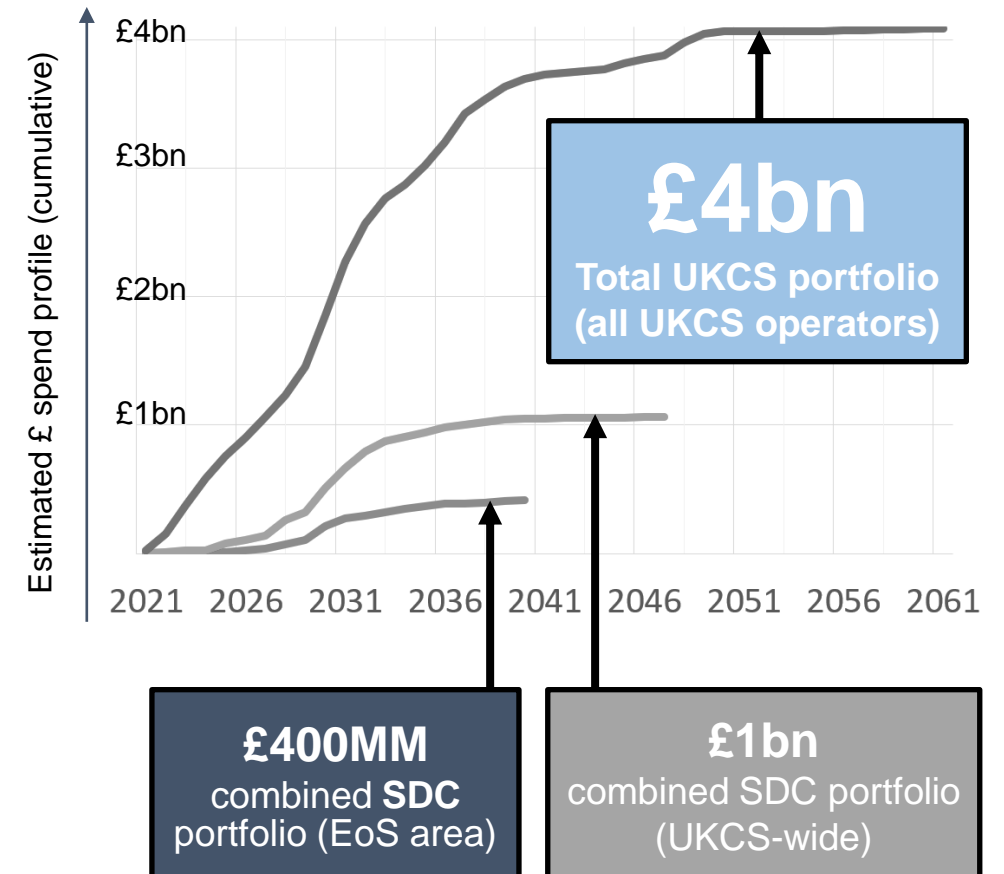 Estimated £ spend profile (cumulative)
£4bn
£3bn
£2bn
£1bn
2021 2026 2031 2036 2041 2046 2051 2056 2061
£4bn
Total UKCS portfolio
(all UKCS operators)
£400MM
combined SDC
portfolio (EoS area)
£1bn
combined SDC portfolio
(UKCS-wide)